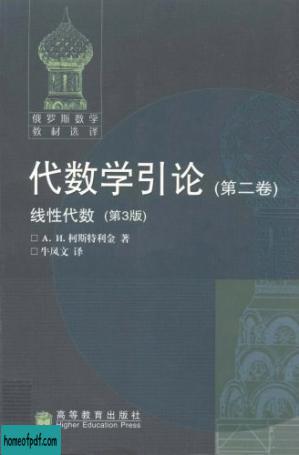 俄罗斯数学
教材选译
代数学引论 (第二卷)
线性代数 (第3版)
□ А. И. 柯斯特利金 著
□ 牛凤文 译
高等教育出版社
Higher Education Press
homeofpdf.com